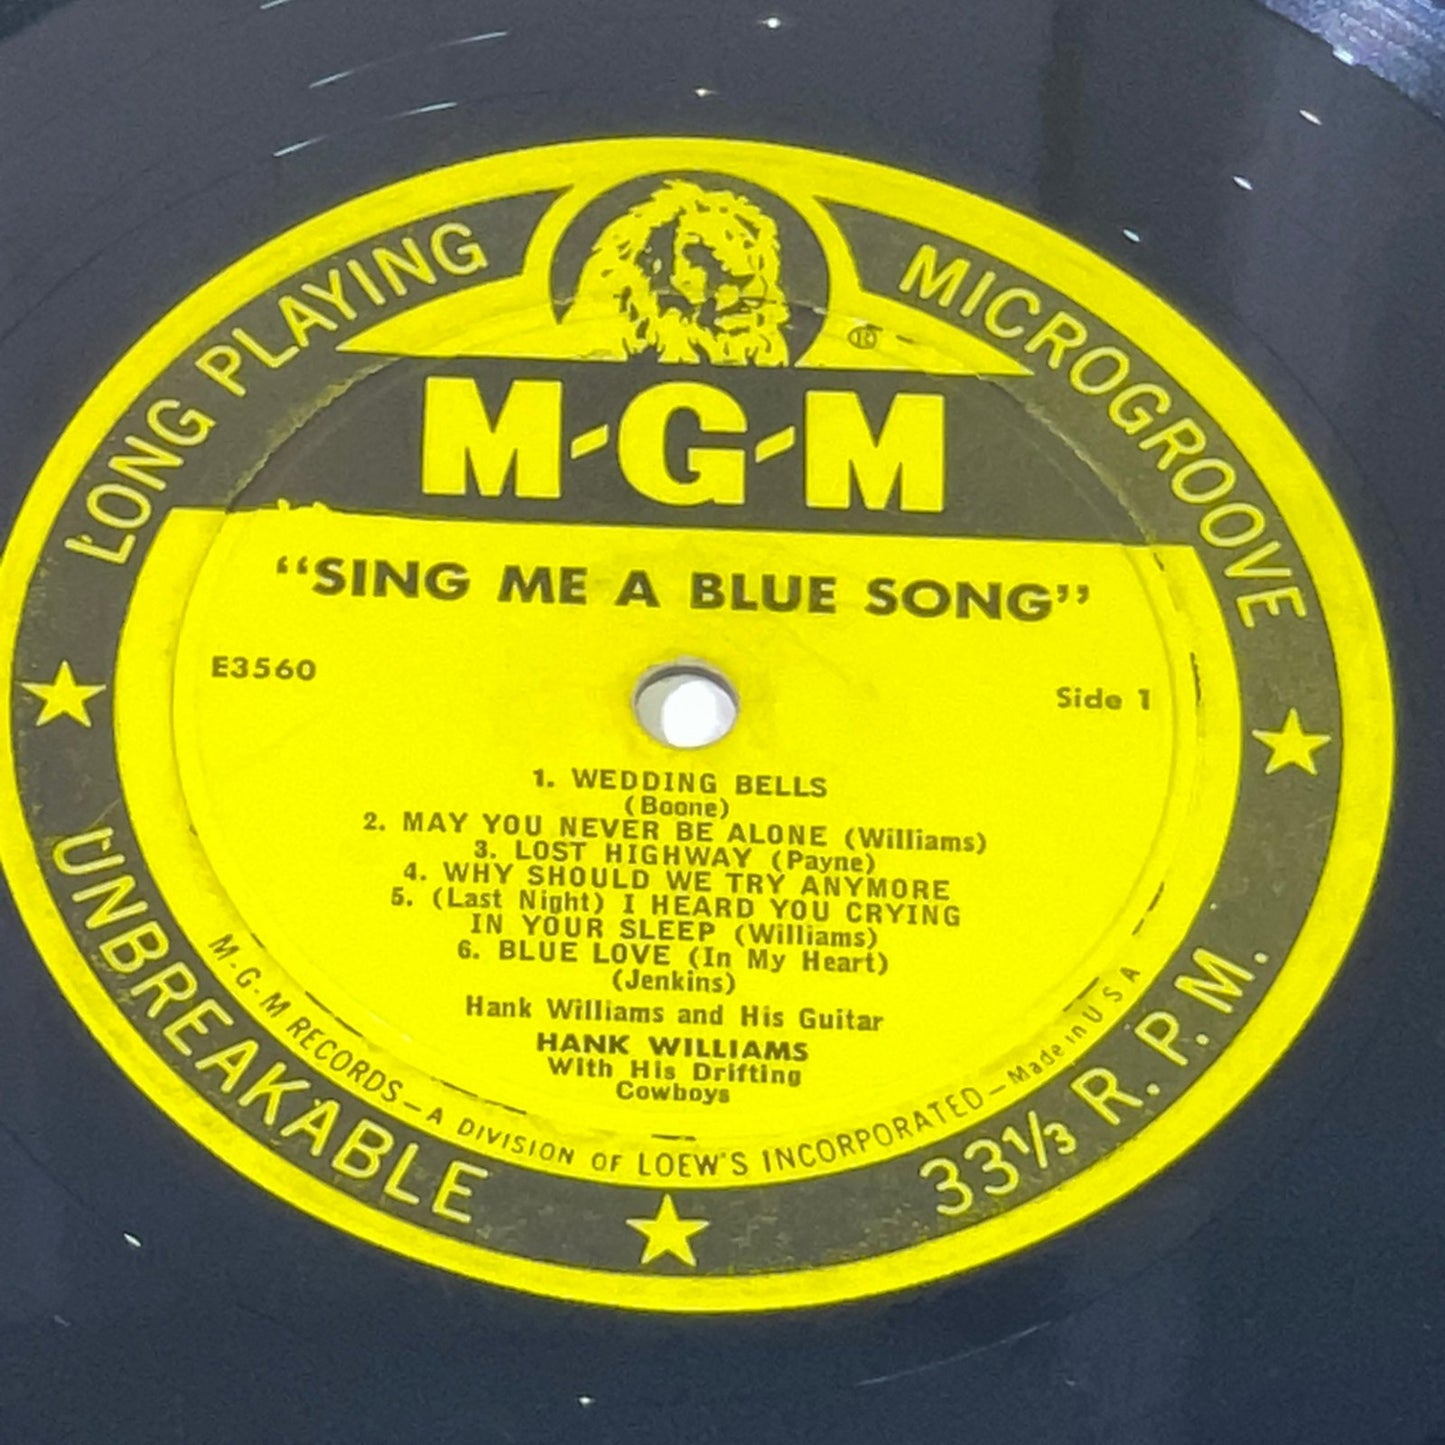 LONG PLAYING
MICROGROOVE
®
M-G-M
“SING ME A BLUE SONG”
E3560
Side 1
1. WEDDING BELLS
(Boone)
2. MAY YOU NEVER BE ALONE (Williams)
3. LOST HIGHWAY (Payne)
4. WHY SHOULD WE TRY ANYMORE
5. (Last Night) I HEARD YOU CRYING
IN YOUR SLEEP (Williams)
6. BLUE LOVE (In My Heart)
(Jenkins)
Hank Williams and His Guitar
HANK WILLIAMS
With His Drifting
Cowboys
M-G-M RECORDS—A DIVISION OF LOEW'S INCORPORATED—Made in U S A
UNBREAKABLE
33⅓ R. P. M.